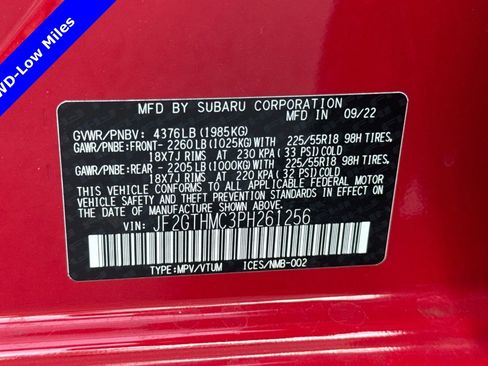 WD-Low Miles
MFD BY SUBARU CORPORATION
MFD. IN 09/22
GVWR/PNBV: 4376LB (1985KG)
GAWR/PNBE:FRONT- 2260LB (1025KG)WITH 225/55R18 98H TIRES,
18X7J RIMS AT 230 KPA (33 PSI)COLD
GAWR/PNBE:REAR - 2205LB (1000KG)WITH 225/55R18 98H TIRES,
18X7J RIMS AT 220 KPA (32 PSI)COLD
THIS VEHICLE CONFORMS TO ALL APPLICABLE FEDERAL MOTOR
VEHICLE SAFETY AND THEFT PREVENTION STANDARDS IN EFFECT
ON THE DATE OF MANUFACTURE SHOWN ABOVE.
VIN: JF2GTHMC3PH261256
TYPE:MPV/VTUM ICES/NMB-002